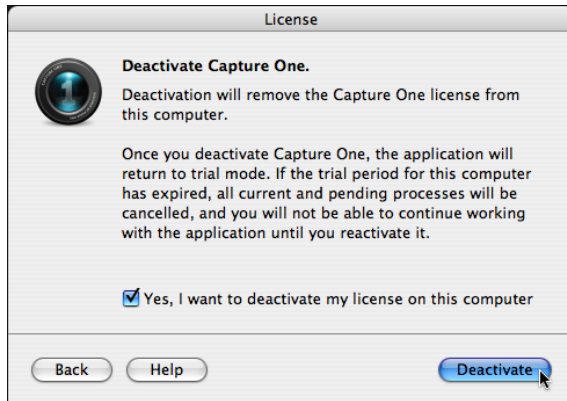 License
Deactivate Capture One.
Deactivation will remove the Capture One license from
this computer.
Once you deactivate Capture One, the application will
return to trial mode. If the trial period for this computer
has expired, all current and pending processes will be
cancelled, and you will not be able to continue working
with the application until you reactivate it.
Yes, I want to deactivate my license on this computer
Back Help Deactivate